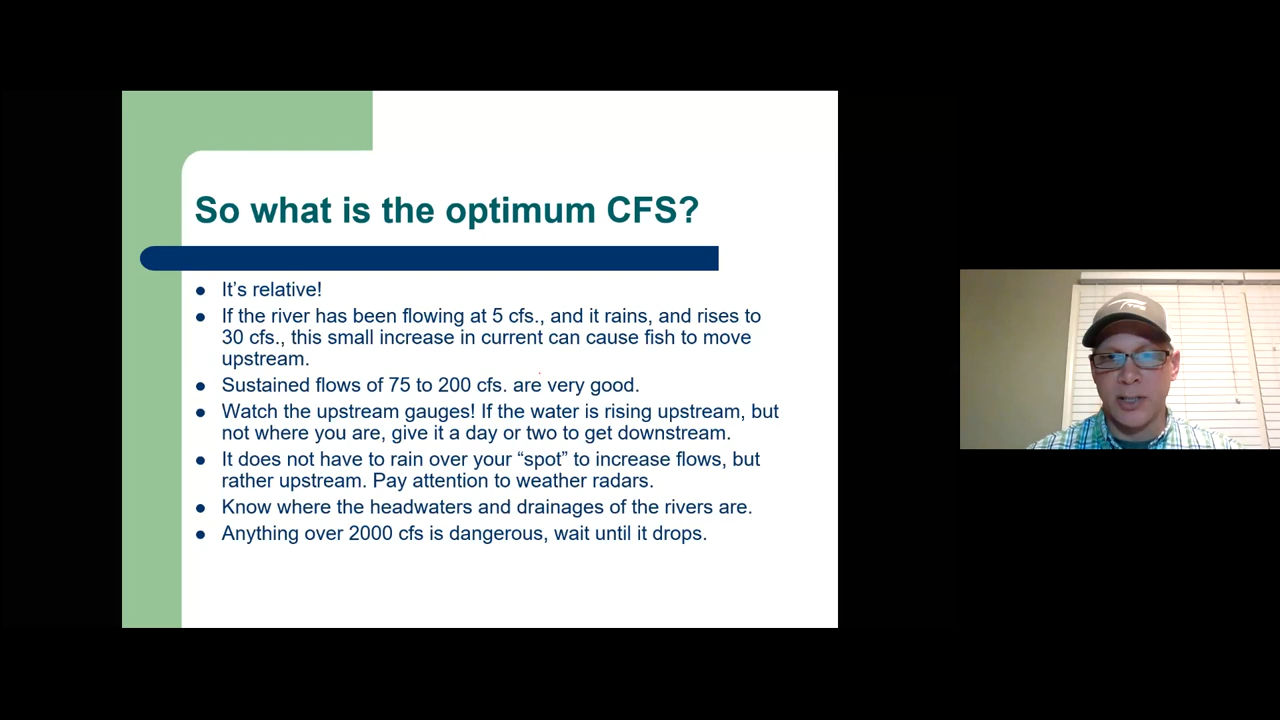 So what is the optimum CFS?
● It’s relative!
● If the river has been flowing at 5 cfs., and it rains, and rises to
30 cfs., this small increase in current can cause fish to move
upstream.
● Sustained flows of 75 to 200 cfs. are very good.
● Watch the upstream gauges! If the water is rising upstream, but
not where you are, give it a day or two to get downstream.
● It does not have to rain over your “spot” to increase flows, but
rather upstream. Pay attention to weather radars.
● Know where the headwaters and drainages of the rivers are.
● Anything over 2000 cfs is dangerous, wait until it drops.